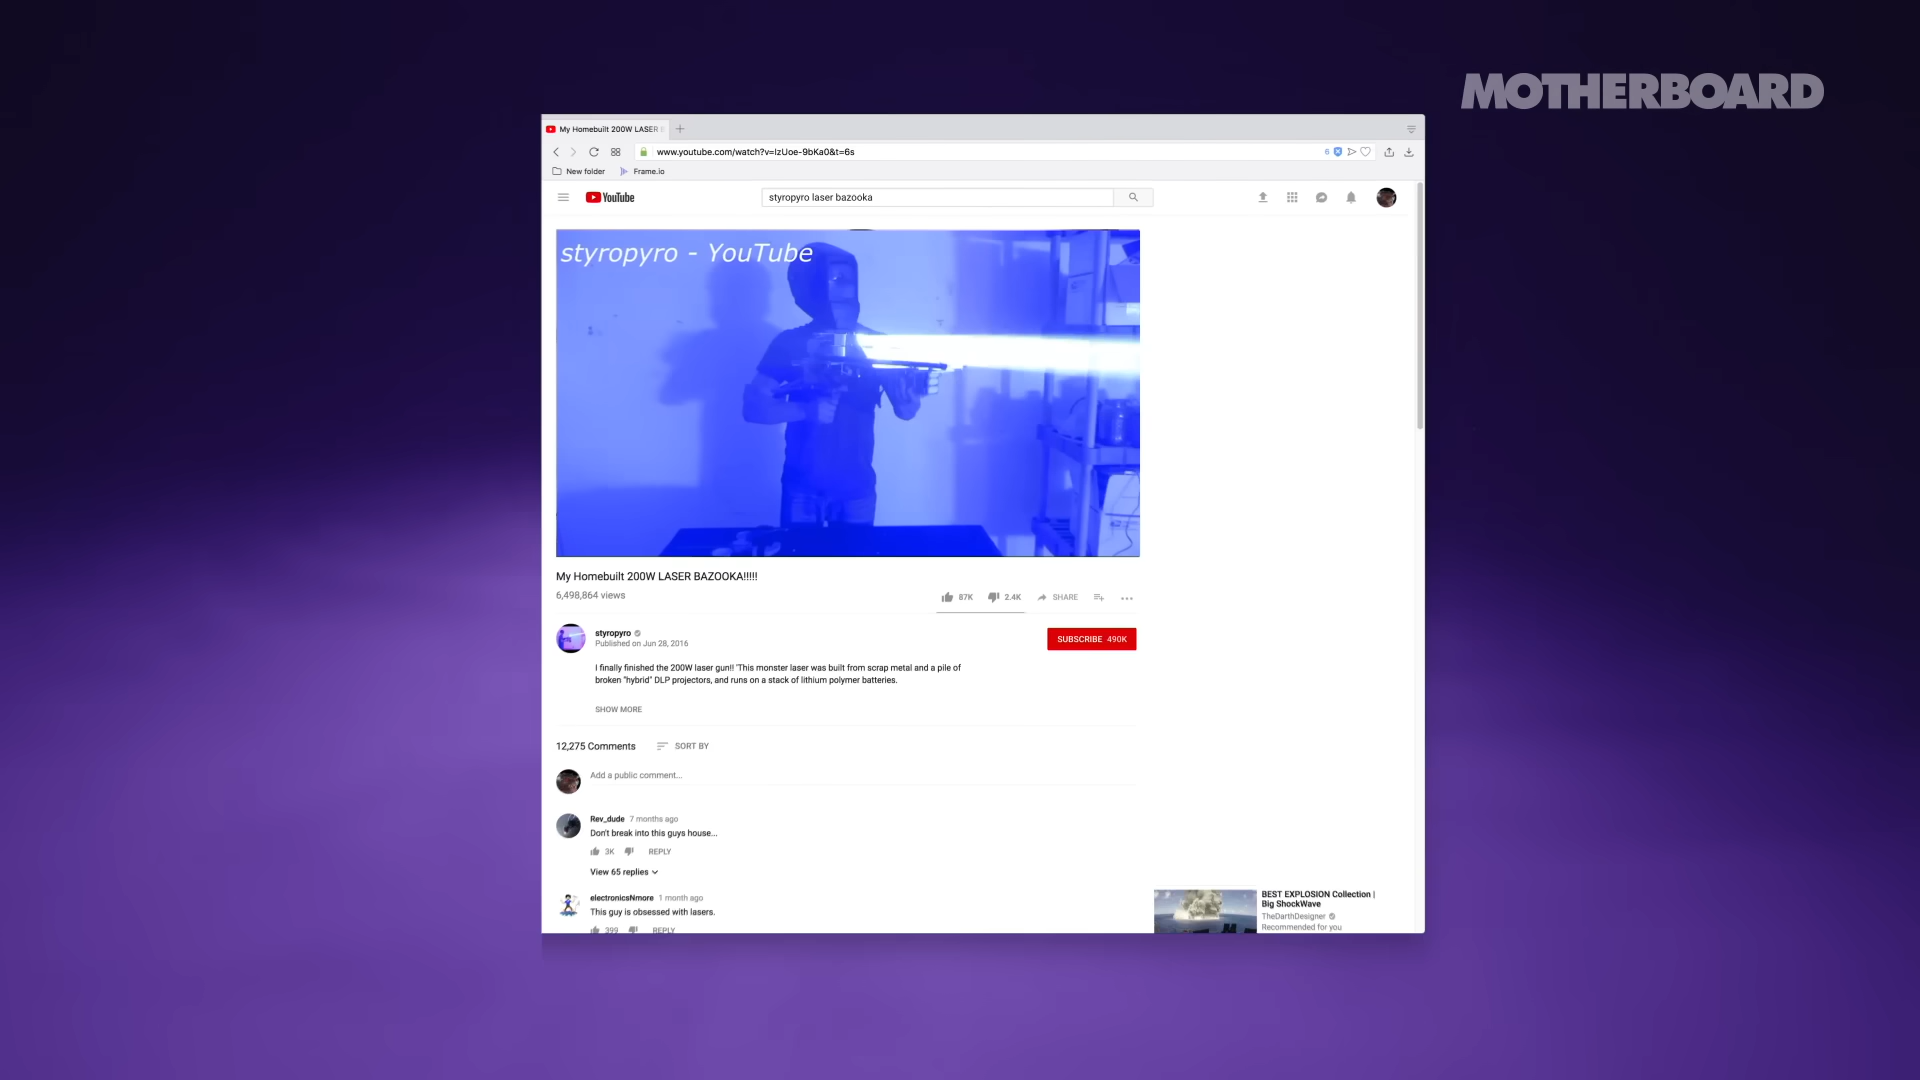 MOTHERBOARD
My Homebuilt 200W LASER B
www.youtube.com/watch?v=IzUoe-9bKa0&t=6s
6
New folder
Frame.io
YouTube
styropyro laser bazooka
styropyro - YouTube
My Homebuilt 200W LASER BAZOOKA!!!!!
6,498,864 views
87K
2.4K
SHARE
styropyro
Published on Jun 28, 2016
SUBSCRIBE 490K
I finally finished the 200W laser gun!! 'This monster laser was built from scrap metal and a pile of
broken "hybrid" DLP projectors, and runs on a stack of lithium polymer batteries.
SHOW MORE
12,275 Comments
SORT BY
Add a public comment...
Rev_dude 7 months ago
Don't break into this guys house...
3K
REPLY
View 65 replies
electronicsNmore 1 month ago
This guy is obsessed with lasers.
399
REPLY
BEST EXPLOSION Collection |
Big ShockWave
TheDarthDesigner
Recommended for you